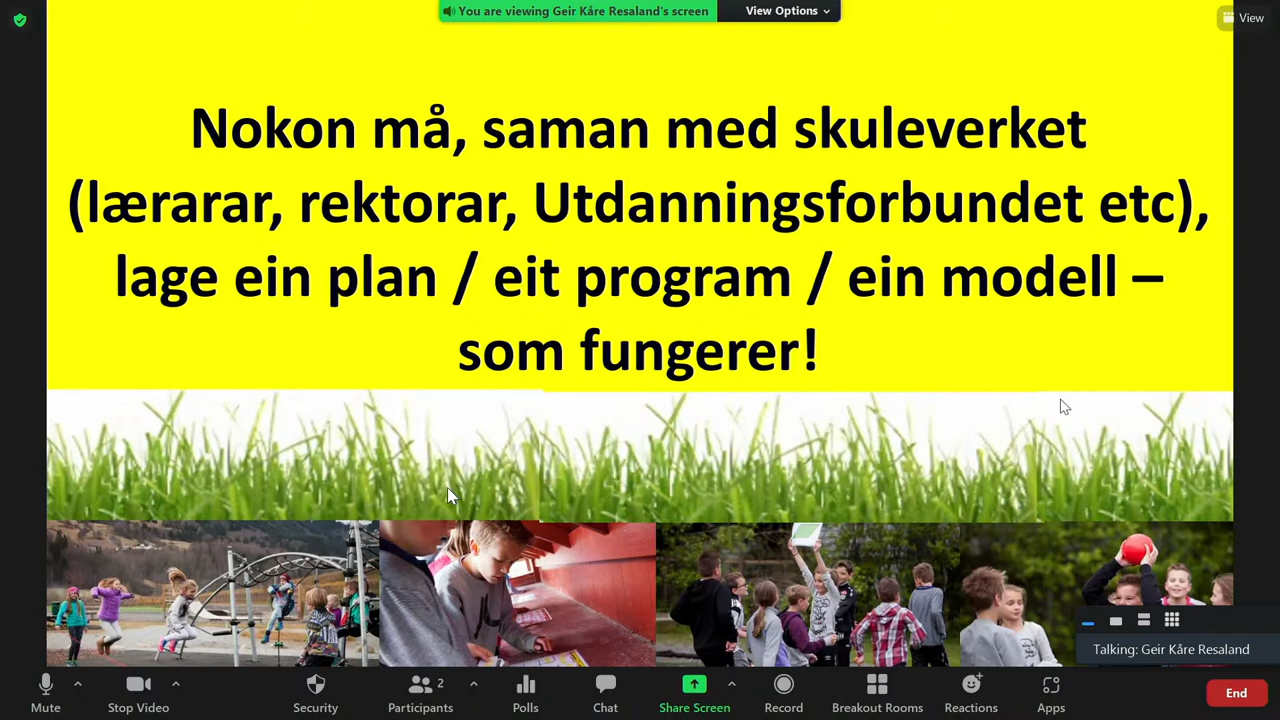 You are viewing Geir Kåre Resaland's screen
View Options
View
Nokon må, saman med skuleverket
(lærarar, rektorar, Utdanningsforbundet etc),
lage ein plan / eit program / ein modell –
som fungerer!
Talking: Geir Kåre Resaland
Mute
Stop Video
Security
2
Participants
Polls
Chat
Share Screen
Record
Breakout Rooms
Reactions
Apps
End